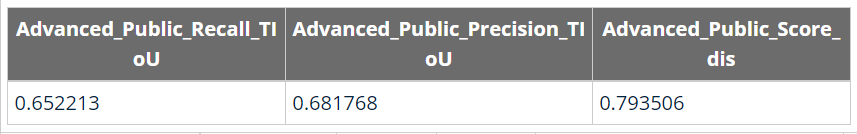 Advanced_Public_Recall_TI
oU
Advanced_Public_Precision_TI
oU
Advanced_Public_Score_
dis
0.652213
0.681768
0.793506